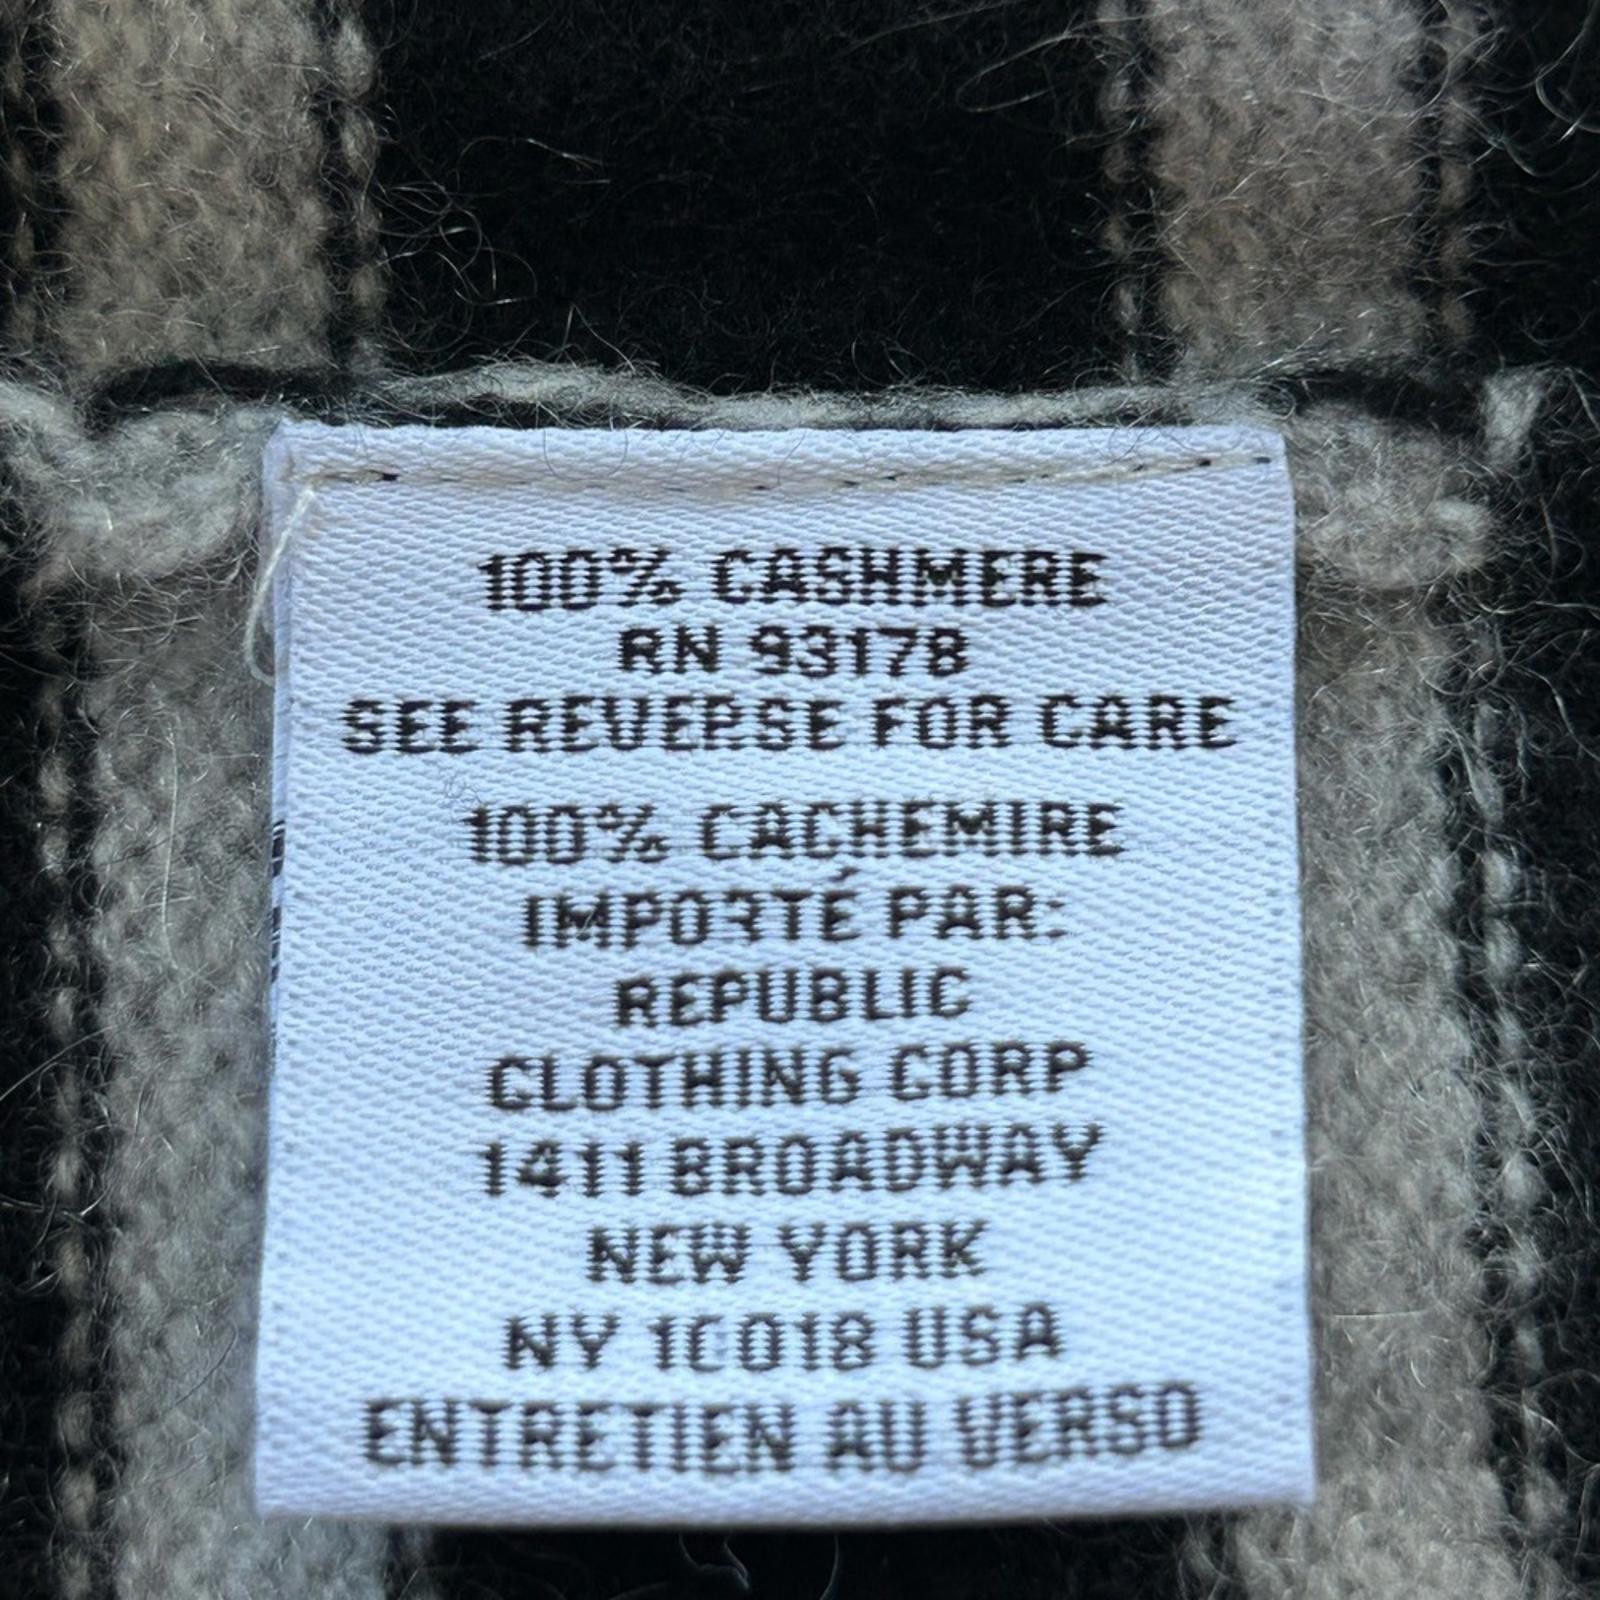 100% CASHMERE
RN 93178
SEE REVERSE FOR CARE
100% CACHEMIRE
IMPORTÉ PAR:
REPUBLIC
CLOTHING CORP
1411 BROADWAY
NEW YORK
NY 10018 USA
ENTRETIEN AU VERSO